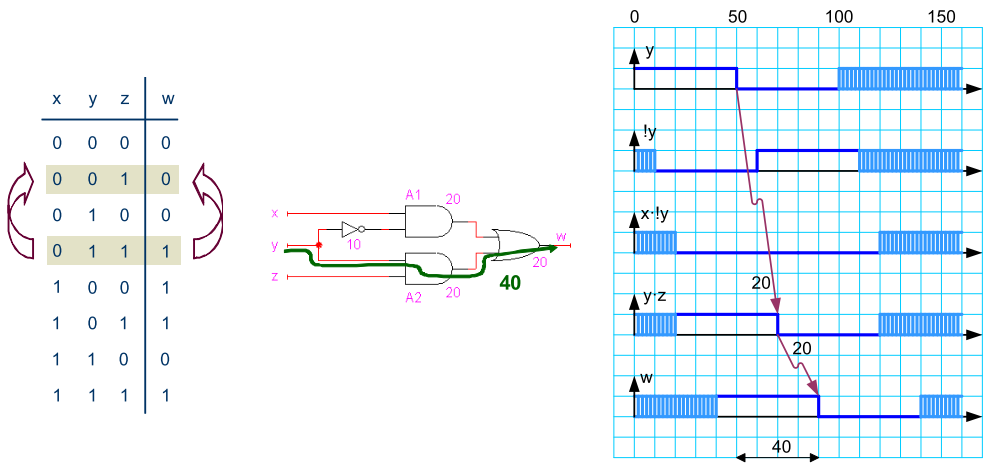 x y z w
0 0 0 0
0 0 1 0
0 1 0 0
0 1 1 1
1 0 0 1
1 0 1 1
1 1 0 0
1 1 1 1
A1 20
x
10
y
w
20
z
A2 20
40
0 50 100 150
y
!y
x·!y
20
y·z
20
w
40